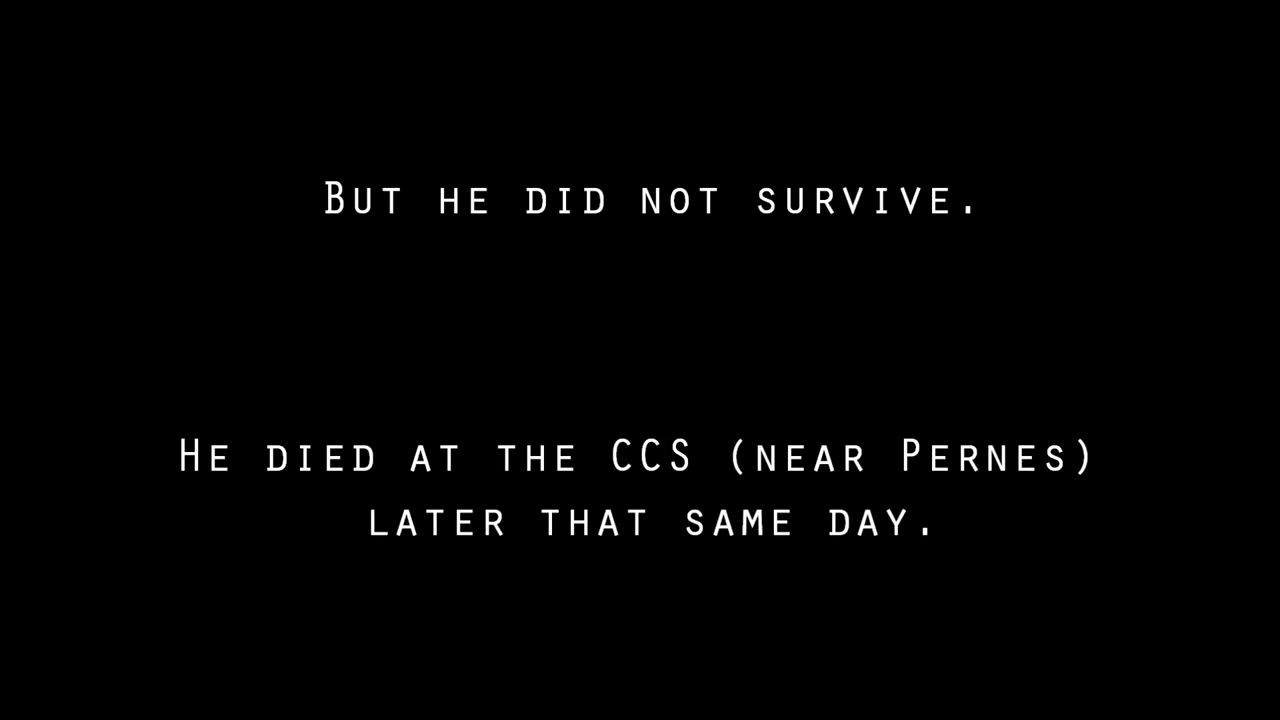 But he did not survive.
He died at the CCS (near Pernes)
later that same day.